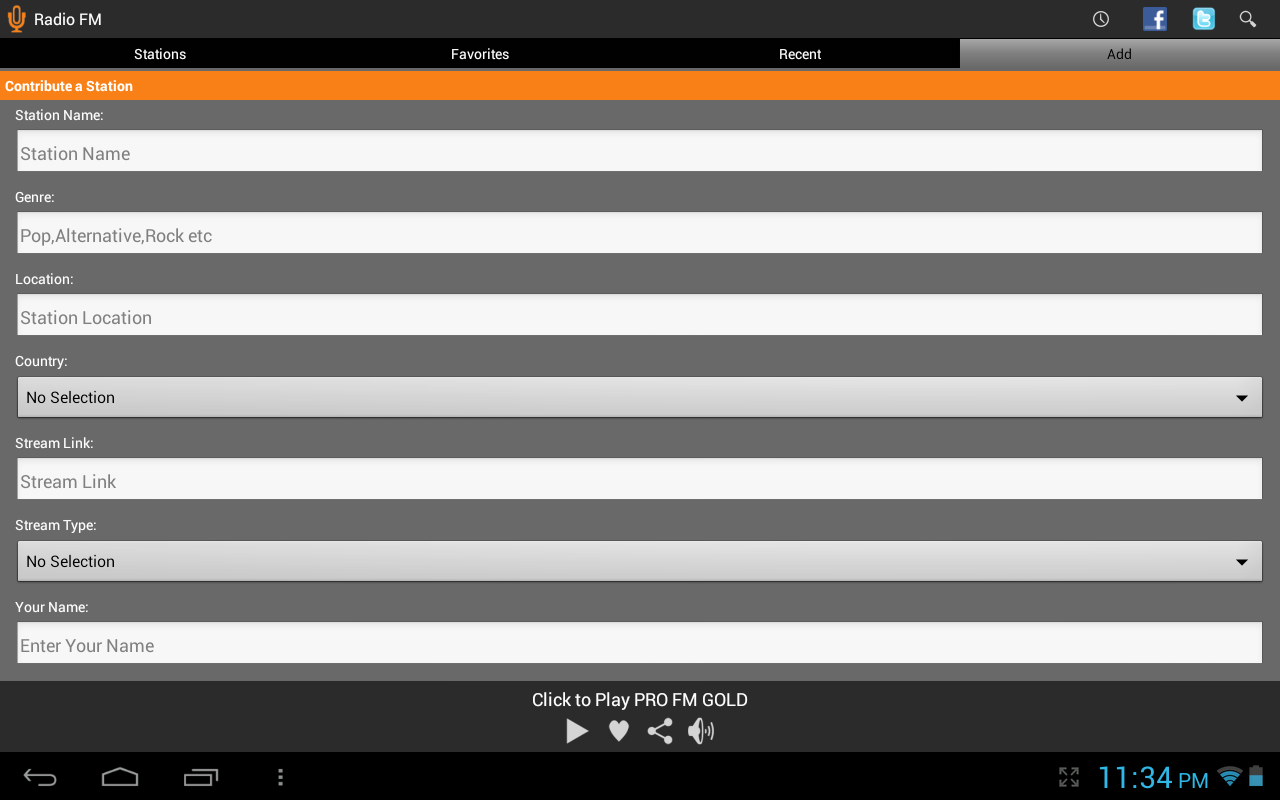 Radio FM
Stations Favorites Recent Add
Contribute a Station
Station Name:
Station Name
Genre:
Pop,Alternative,Rock etc
Location:
Station Location
Country:
No Selection
Stream Link:
Stream Link
Stream Type:
No Selection
Your Name:
Enter Your Name
Click to Play PRO FM GOLD
11:34 PM